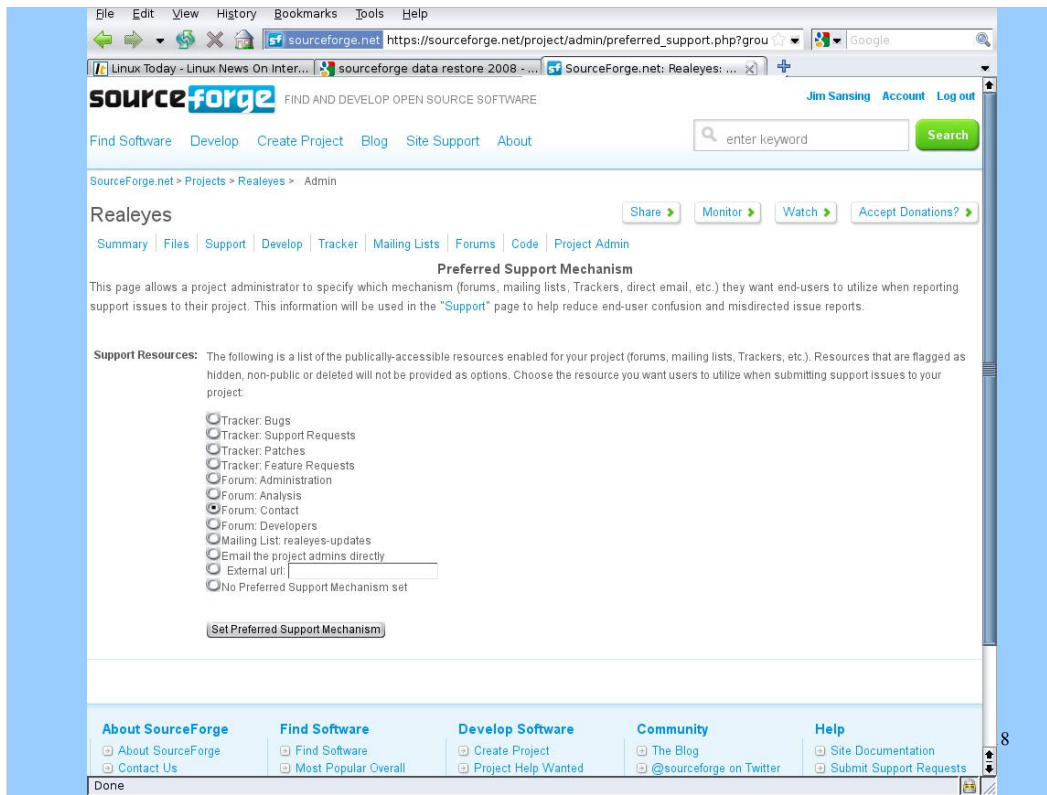 File Edit View History Bookmarks Tools Help
sourceforge.net https://sourceforge.net/project/admin/preferred_support.php?grou Google
Linux Today - Linux News On Inter... sourceforge data restore 2008 - ... SourceForge.net: Realeyes: ...
sourceforge FIND AND DEVELOP OPEN SOURCE SOFTWARE Jim Sansing Account Log out
Find Software Develop Create Project Blog Site Support About enter keyword Search
SourceForge.net > Projects > Realeyes > Admin
Realeyes Share Monitor Watch Accept Donations?
Summary Files Support Develop Tracker Mailing Lists Forums Code Project Admin
Preferred Support Mechanism
This page allows a project administrator to specify which mechanism (forums, mailing lists, Trackers, direct email, etc.) they want end-users to utilize when reporting
support issues to their project. This information will be used in the "Support" page to help reduce end-user confusion and misdirected issue reports.
Support Resources: The following is a list of the publically-accessible resources enabled for your project (forums, mailing lists, Trackers, etc.). Resources that are flagged as
hidden, non-public or deleted will not be provided as options. Choose the resource you want users to utilize when submitting support issues to your
project:
Tracker: Bugs
Tracker: Support Requests
Tracker: Patches
Tracker: Feature Requests
Forum: Administration
Forum: Analysis
Forum: Contact
Forum: Developers
Mailing List: realeyes-updates
Email the project admins directly
External url:
No Preferred Support Mechanism set
Set Preferred Support Mechanism
About SourceForge Find Software Develop Software Community Help
About SourceForge Find Software Create Project The Blog Site Documentation
Contact Us Most Popular Overall Project Help Wanted @sourceforge on Twitter Submit Support Requests
Done
8